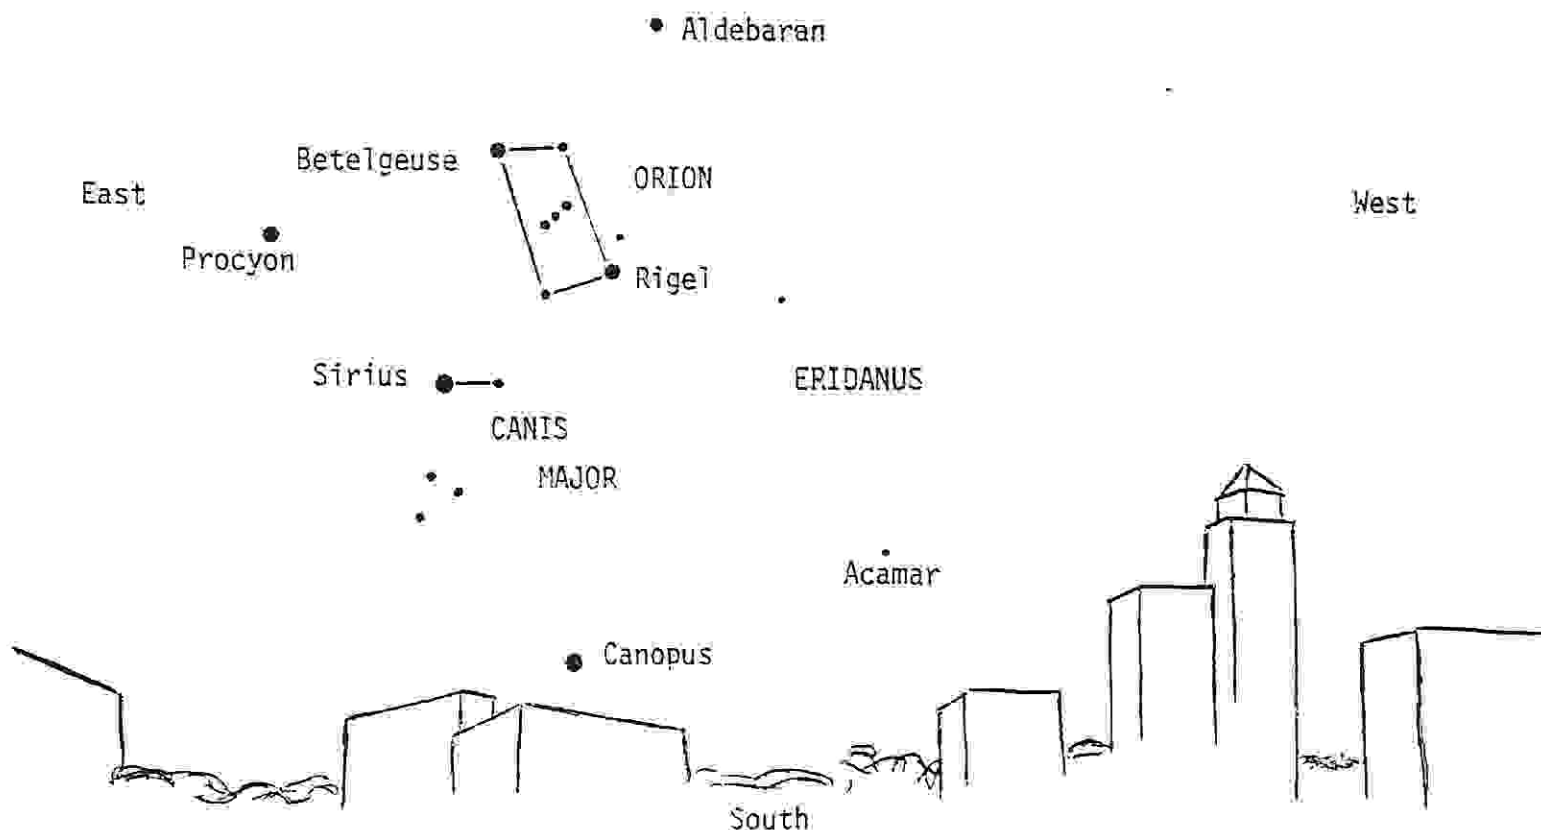 Aldebaran
Betelgeuse
ORION
East
West
Procyon
Rigel
Sirius
ERIDANUS
CANIS
MAJOR
Acamar
Canopus
South